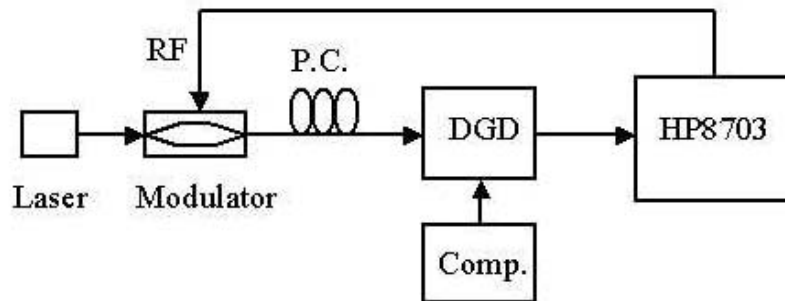 RF
P.C.
DGD
HP8703
Laser
Modulator
Comp.